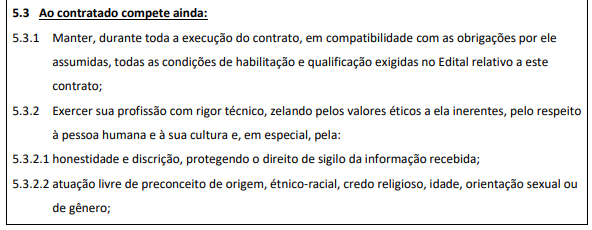 5.3 Ao contratado compete ainda:
5.3.1 Manter, durante toda a execução do contrato, em compatibilidade com as obrigações por ele
assumidas, todas as condições de habilitação e qualificação exigidas no Edital relativo a este
contrato;
5.3.2 Exercer sua profissão com rigor técnico, zelando pelos valores éticos a ela inerentes, pelo respeito
à pessoa humana e à sua cultura e, em especial, pela:
5.3.2.1 honestidade e discrição, protegendo o direito de sigilo da informação recebida;
5.3.2.2 atuação livre de preconceito de origem, étnico-racial, credo religioso, idade, orientação sexual ou
de gênero;